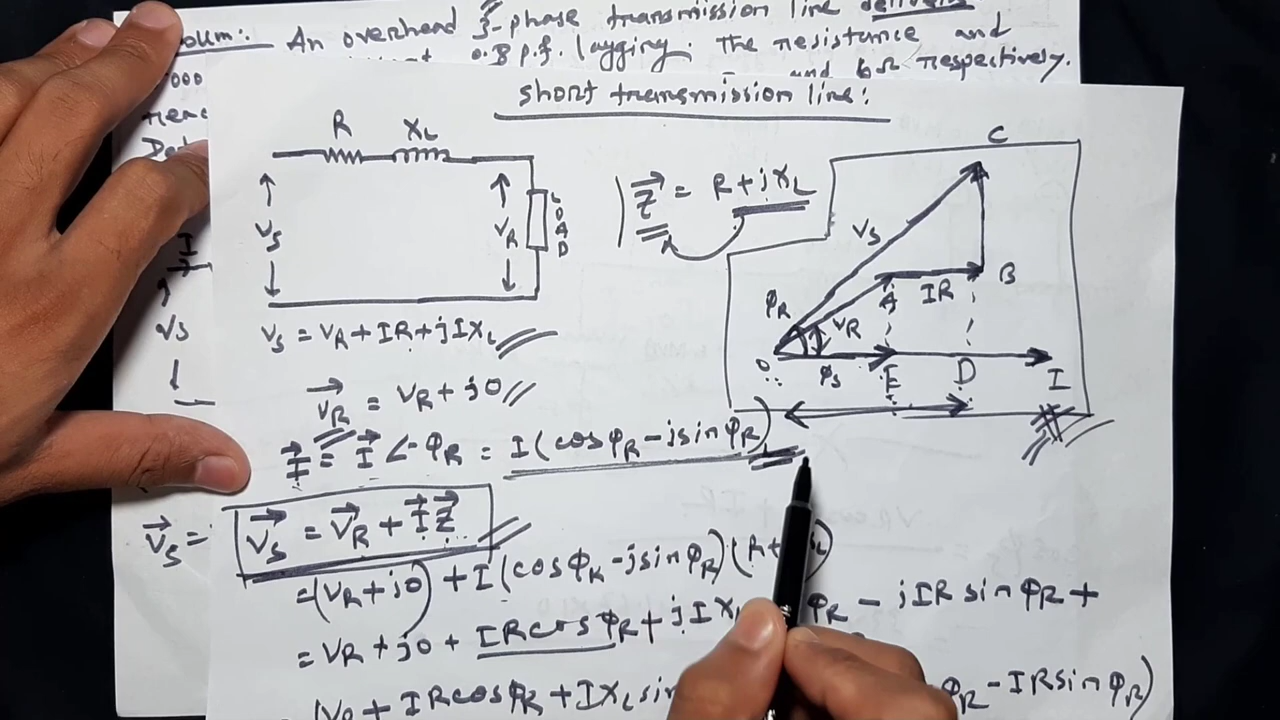 An overhead 3-phase transmission line delivers
0.8 p.f. lagging. The resistance and
and 6Ω respectively.
short transmission line:
R XL
VS VR LOAD
Z = R+jXL
C
VS
B
A IR
φR VR
O φS E D I
I
VS
VS = VR + IR + jIXL
VR = VR + j0
I = I ∠-φR = I(cosφR - jsinφR)
VS = VS = VR + IZ
= (VR + j0) + I(cosφR - jsinφR)(R+
= VR + j0 + IRcosφR + jIX φR - jIR sinφR +
+ IRcosφR + IXL sin φR - IRsinφR)